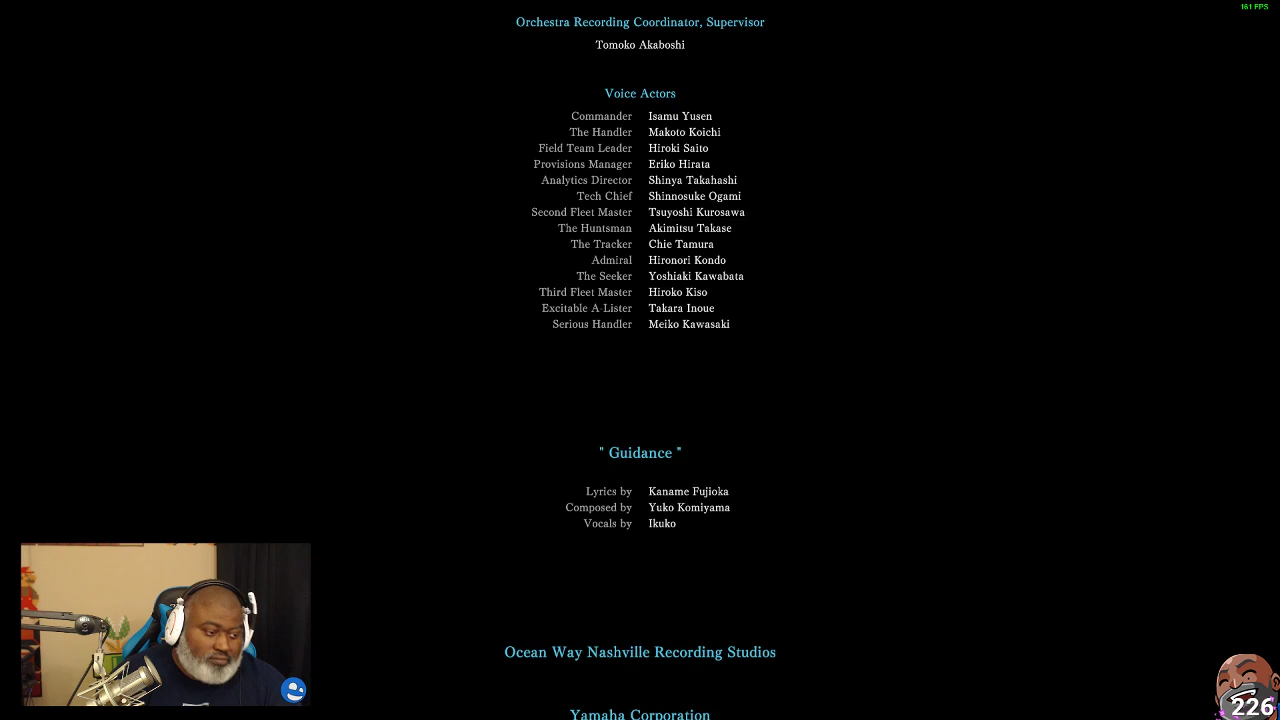 161 FPS
Orchestra Recording Coordinator, Supervisor
Tomoko Akaboshi
Voice Actors
Commander Isamu Yusen
The Handler Makoto Koichi
Field Team Leader Hiroki Saito
Provisions Manager Eriko Hirata
Analytics Director Shinya Takahashi
Tech Chief Shinnosuke Ogami
Second Fleet Master Tsuyoshi Kurosawa
The Huntsman Akimitsu Takase
The Tracker Chie Tamura
Admiral Hironori Kondo
The Seeker Yoshiaki Kawabata
Third Fleet Master Hiroko Kiso
Excitable A-Lister Takara Inoue
Serious Handler Meiko Kawasaki
" Guidance "
Lyrics by Kaname Fujioka
Composed by Yuko Komiyama
Vocals by Ikuko
Ocean Way Nashville Recording Studios
Yamaha Corporation
226